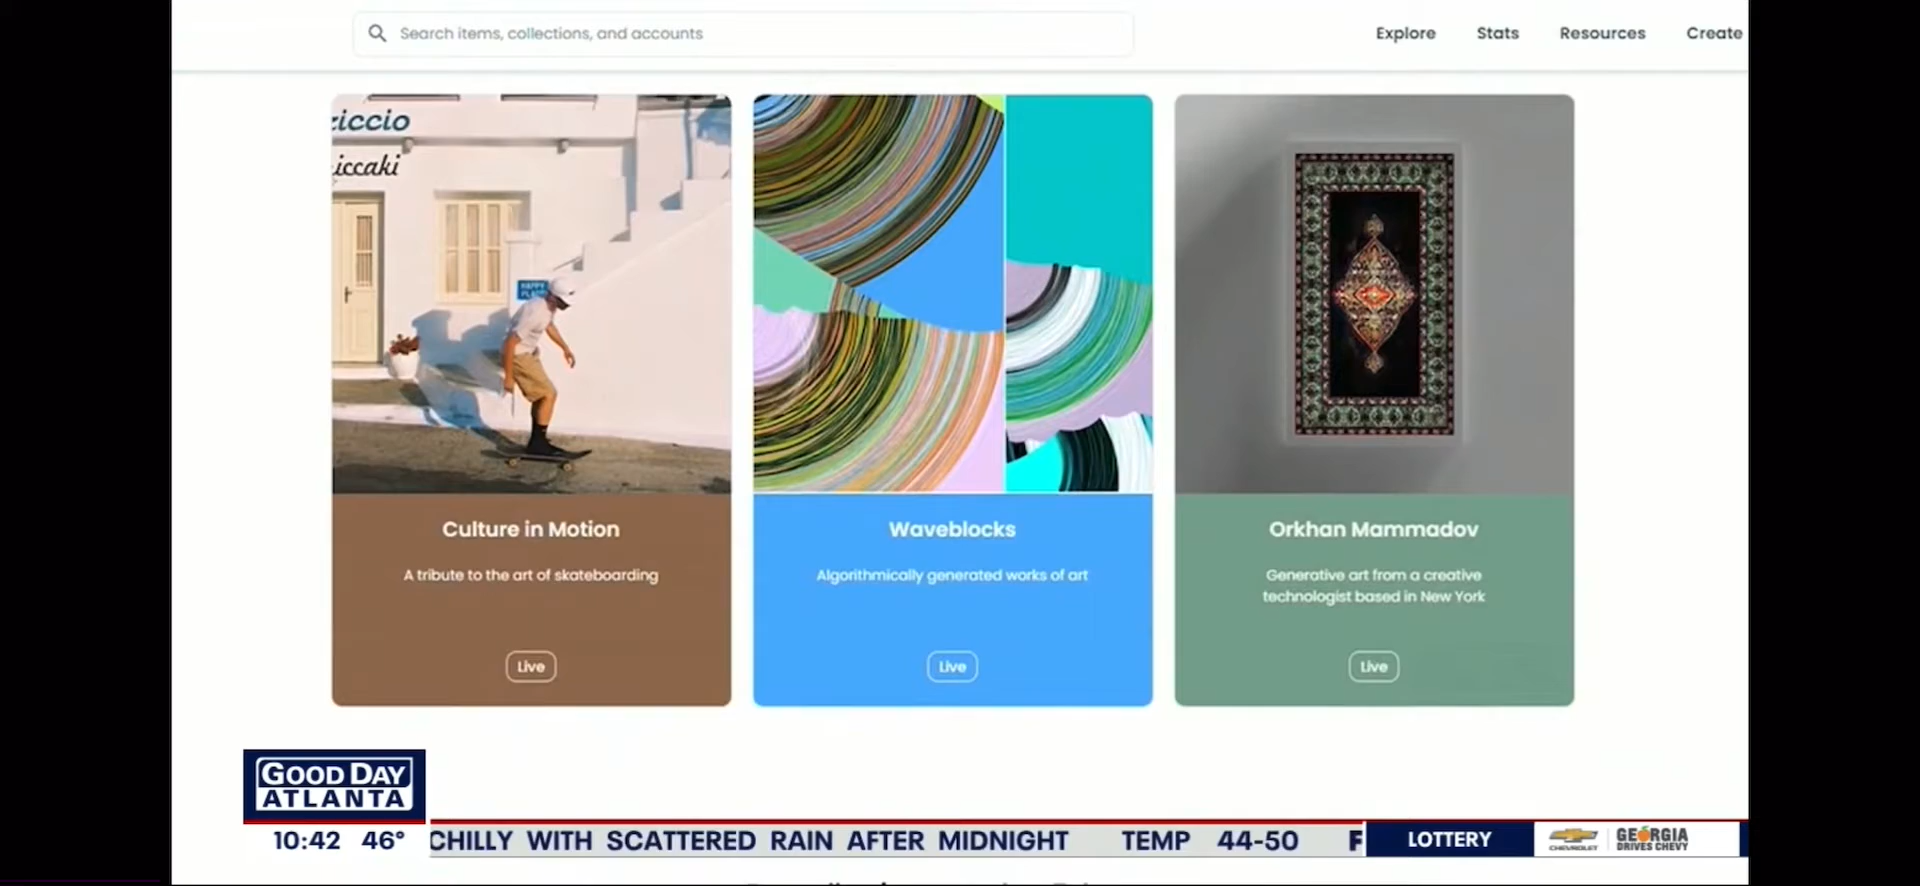 Search items, collections, and accounts
Explore
Stats
Resources
Create
ziccio
iccaki
HAPPY
Culture in Motion
A tribute to the art of skateboarding
Live
Waveblocks
Algorithmically generated works of art
Live
Orkhan Mammadov
Generative art from a creative
technologist based in New York
Live
GOOD DAY
ATLANTA
10:42 46°
CHILLY WITH SCATTERED RAIN AFTER MIDNIGHT TEMP 44-50 F
LOTTERY
CHEVROLET
GEORGIA
DRIVES CHEVY